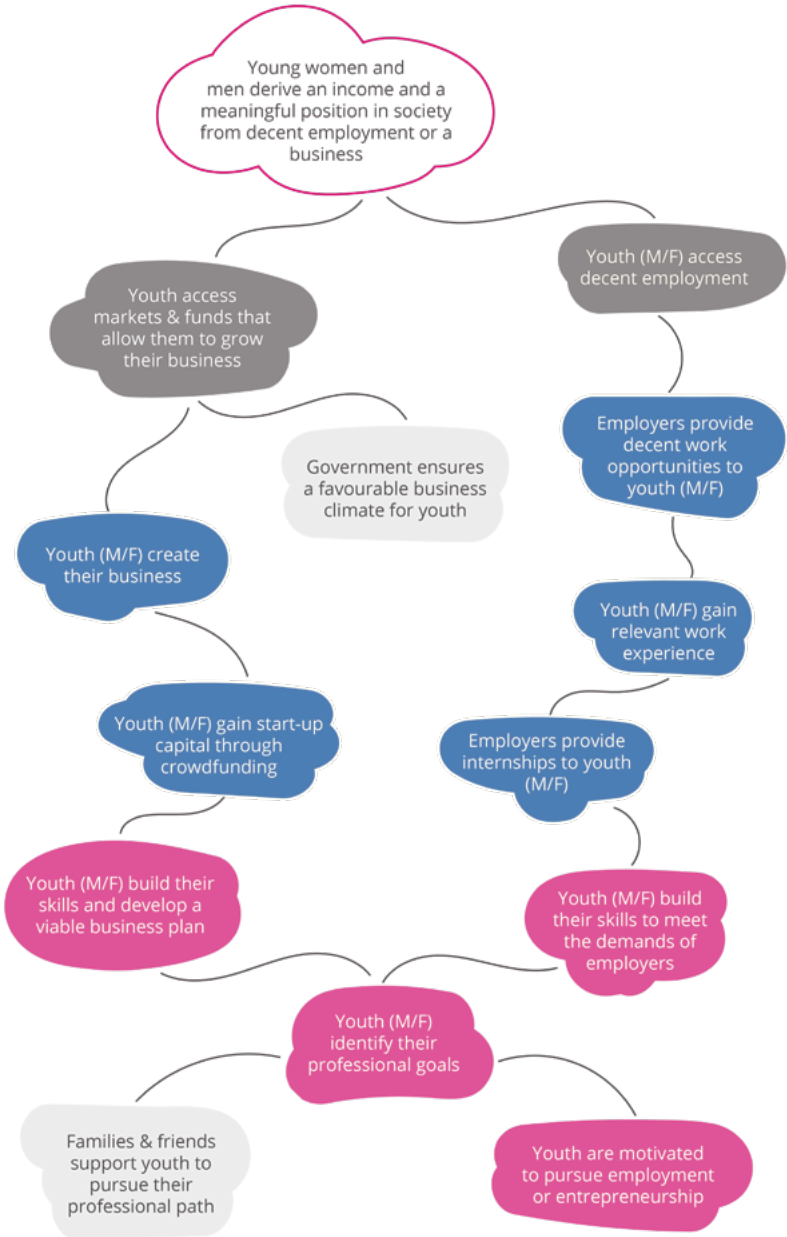 Young women and
men derive an income and a
meaningful position in society
from decent employment or a
business
Youth (M/F) access
decent employment
Youth access
markets & funds that
allow them to grow
their business
Employers provide
decent work
opportunities to
youth (M/F)
Government ensures
a favourable business
climate for youth
Youth (M/F) create
their business
Youth (M/F) gain
relevant work
experience
Youth (M/F) gain start-up
capital through
crowdfunding
Employers provide
internships to youth
(M/F)
Youth (M/F) build their
skills and develop a
viable business plan
Youth (M/F) build
their skills to meet
the demands of
employers
Youth (M/F)
identify their
professional goals
Families & friends
support youth to
pursue their
professional path
Youth are motivated
to pursue employment
or entrepreneurship